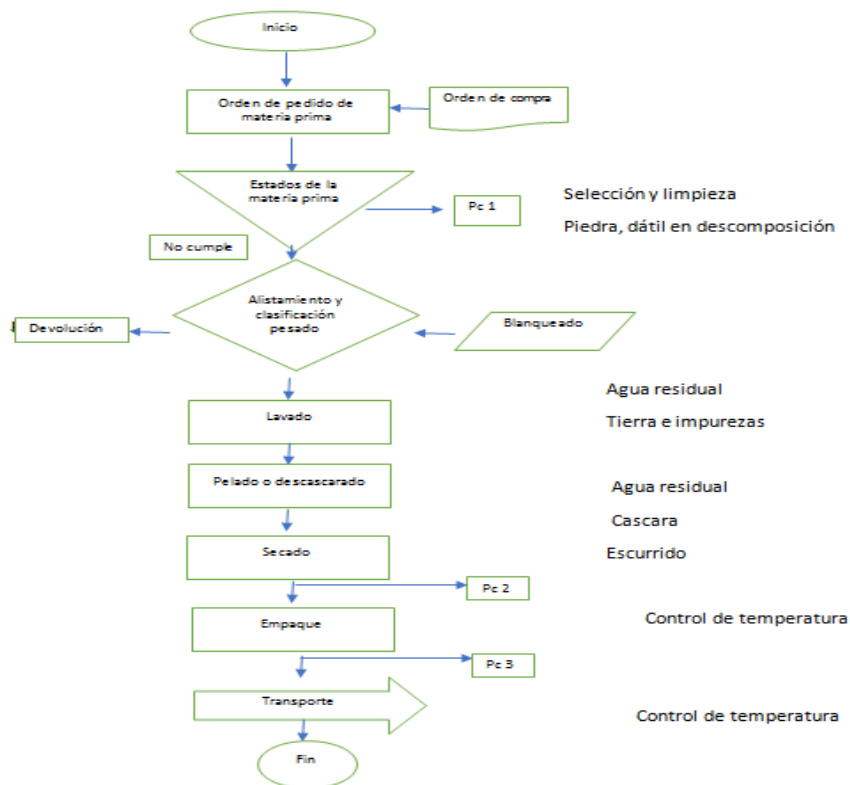 Inicio
Orden de pedido de
materia prima
Orden de compra
Estados de la
materia prima
Pc 1
Selección y limpieza
Piedra, dátil en descomposición
No cumple
Alistamiento y
clasificación
pesado
Devolución
Blanqueado
Agua residual
Lavado
Tierra e impurezas
Pelado o descascarado
Agua residual
Cascara
Secado
Escurrido
Pc 2
Empaque
Control de temperatura
Pc 3
Transporte
Control de temperatura
Fin